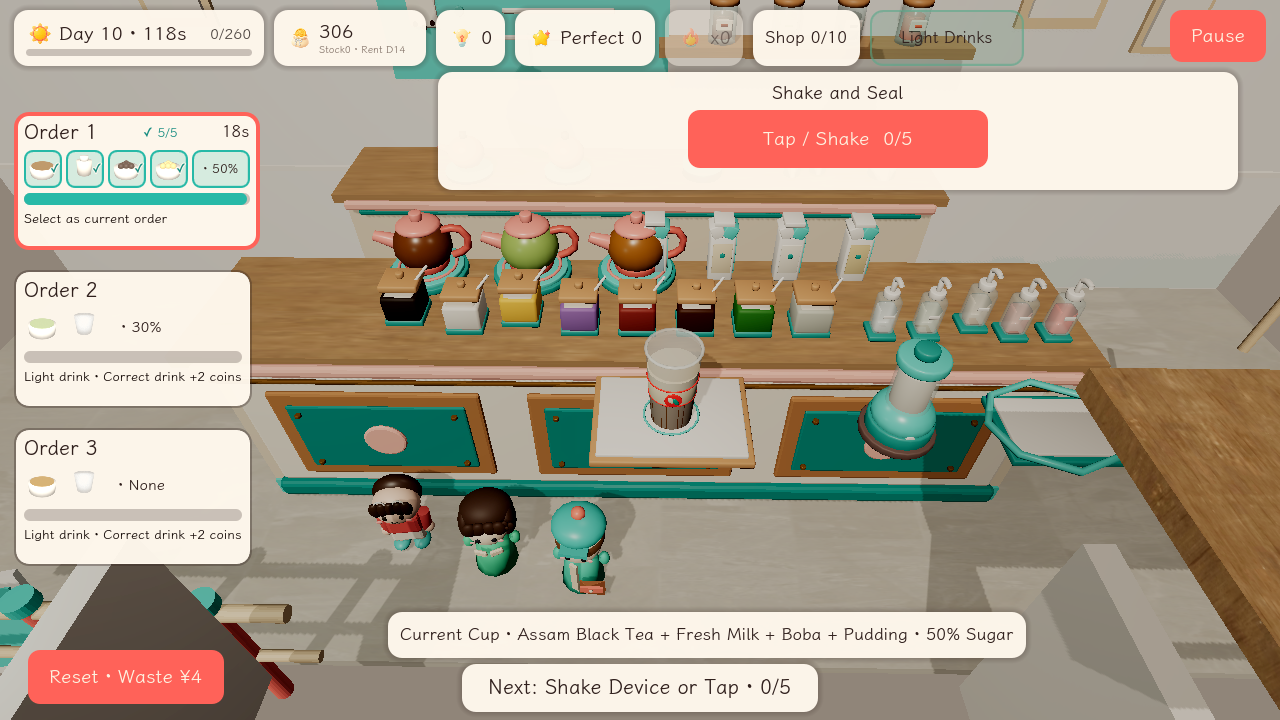 Day 10 • 118s 0/260
306
Stock0 • Rent D14
0
Perfect 0
x0
Shop 0/10
Light Drinks
Pause
Shake and Seal
Tap / Shake 0/5
Order 1 ✓ 5/5 18s
• 50%
Select as current order
Order 2
• 30%
Light drink • Correct drink +2 coins
Order 3
• None
Light drink • Correct drink +2 coins
Current Cup • Assam Black Tea + Fresh Milk + Boba + Pudding • 50% Sugar
Reset • Waste ¥4
Next: Shake Device or Tap • 0/5